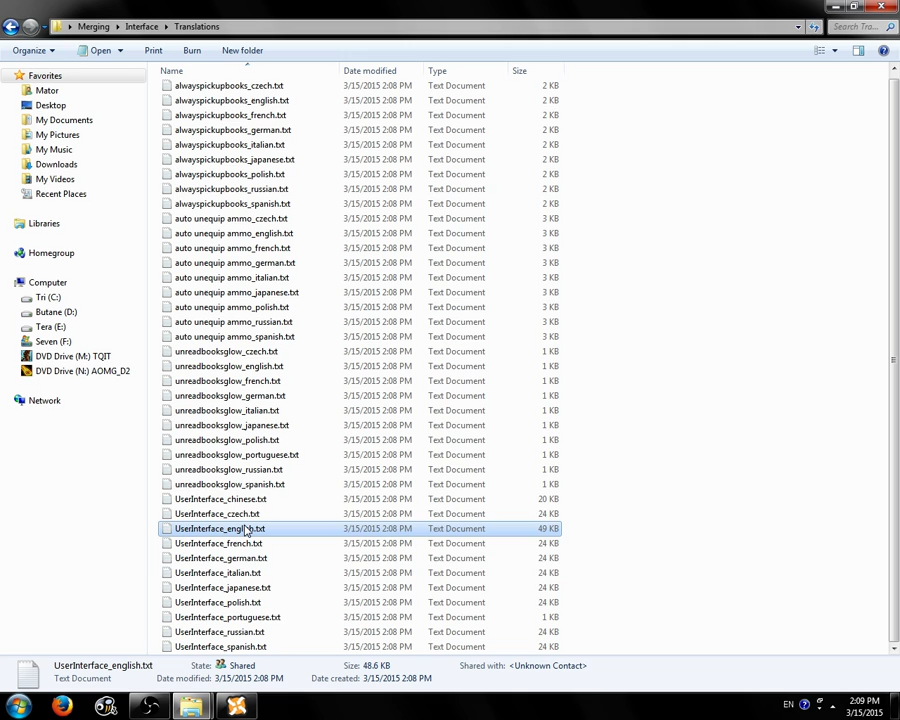 Merging Interface Translations Search Tra...
Organize Open Print Burn New folder
Favorites
Mator
Desktop
My Documents
My Pictures
My Music
Downloads
My Videos
Recent Places
Libraries
Homegroup
Computer
Tri (C:)
Butane (D:)
Tera (E:)
Seven (F:)
DVD Drive (M:) TQIT
DVD Drive (N:) AOMG_D2
Network
Name Date modified Type Size
alwayspickupbooks_czech.txt 3/15/2015 2:08 PM Text Document 2 KB
alwayspickupbooks_english.txt 3/15/2015 2:08 PM Text Document 2 KB
alwayspickupbooks_french.txt 3/15/2015 2:08 PM Text Document 2 KB
alwayspickupbooks_german.txt 3/15/2015 2:08 PM Text Document 2 KB
alwayspickupbooks_italian.txt 3/15/2015 2:08 PM Text Document 2 KB
alwayspickupbooks_japanese.txt 3/15/2015 2:08 PM Text Document 2 KB
alwayspickupbooks_polish.txt 3/15/2015 2:08 PM Text Document 2 KB
alwayspickupbooks_russian.txt 3/15/2015 2:08 PM Text Document 2 KB
alwayspickupbooks_spanish.txt 3/15/2015 2:08 PM Text Document 2 KB
auto unequip ammo_czech.txt 3/15/2015 2:08 PM Text Document 3 KB
auto unequip ammo_english.txt 3/15/2015 2:08 PM Text Document 3 KB
auto unequip ammo_french.txt 3/15/2015 2:08 PM Text Document 3 KB
auto unequip ammo_german.txt 3/15/2015 2:08 PM Text Document 3 KB
auto unequip ammo_italian.txt 3/15/2015 2:08 PM Text Document 3 KB
auto unequip ammo_japanese.txt 3/15/2015 2:08 PM Text Document 3 KB
auto unequip ammo_polish.txt 3/15/2015 2:08 PM Text Document 3 KB
auto unequip ammo_russian.txt 3/15/2015 2:08 PM Text Document 3 KB
auto unequip ammo_spanish.txt 3/15/2015 2:08 PM Text Document 3 KB
unreadbooksglow_czech.txt 3/15/2015 2:08 PM Text Document 1 KB
unreadbooksglow_english.txt 3/15/2015 2:08 PM Text Document 1 KB
unreadbooksglow_french.txt 3/15/2015 2:08 PM Text Document 1 KB
unreadbooksglow_german.txt 3/15/2015 2:08 PM Text Document 1 KB
unreadbooksglow_italian.txt 3/15/2015 2:08 PM Text Document 1 KB
unreadbooksglow_japanese.txt 3/15/2015 2:08 PM Text Document 1 KB
unreadbooksglow_polish.txt 3/15/2015 2:08 PM Text Document 1 KB
unreadbooksglow_portuguese.txt 3/15/2015 2:08 PM Text Document 1 KB
unreadbooksglow_russian.txt 3/15/2015 2:08 PM Text Document 1 KB
unreadbooksglow_spanish.txt 3/15/2015 2:08 PM Text Document 1 KB
UserInterface_chinese.txt 3/15/2015 2:08 PM Text Document 20 KB
UserInterface_czech.txt 3/15/2015 2:08 PM Text Document 24 KB
UserInterface_english.txt 3/15/2015 2:08 PM Text Document 49 KB
UserInterface_french.txt 3/15/2015 2:08 PM Text Document 24 KB
UserInterface_german.txt 3/15/2015 2:08 PM Text Document 24 KB
UserInterface_italian.txt 3/15/2015 2:08 PM Text Document 24 KB
UserInterface_japanese.txt 3/15/2015 2:08 PM Text Document 24 KB
UserInterface_polish.txt 3/15/2015 2:08 PM Text Document 24 KB
UserInterface_portuguese.txt 3/15/2015 2:08 PM Text Document 1 KB
UserInterface_russian.txt 3/15/2015 2:08 PM Text Document 24 KB
UserInterface_spanish.txt 3/15/2015 2:08 PM Text Document 24 KB
UserInterface_english.txt State: Shared Size: 48.6 KB Shared with: <Unknown Contact>
Text Document Date modified: 3/15/2015 2:08 PM Date created: 3/15/2015 2:08 PM
EN 2:09 PM
3/15/2015